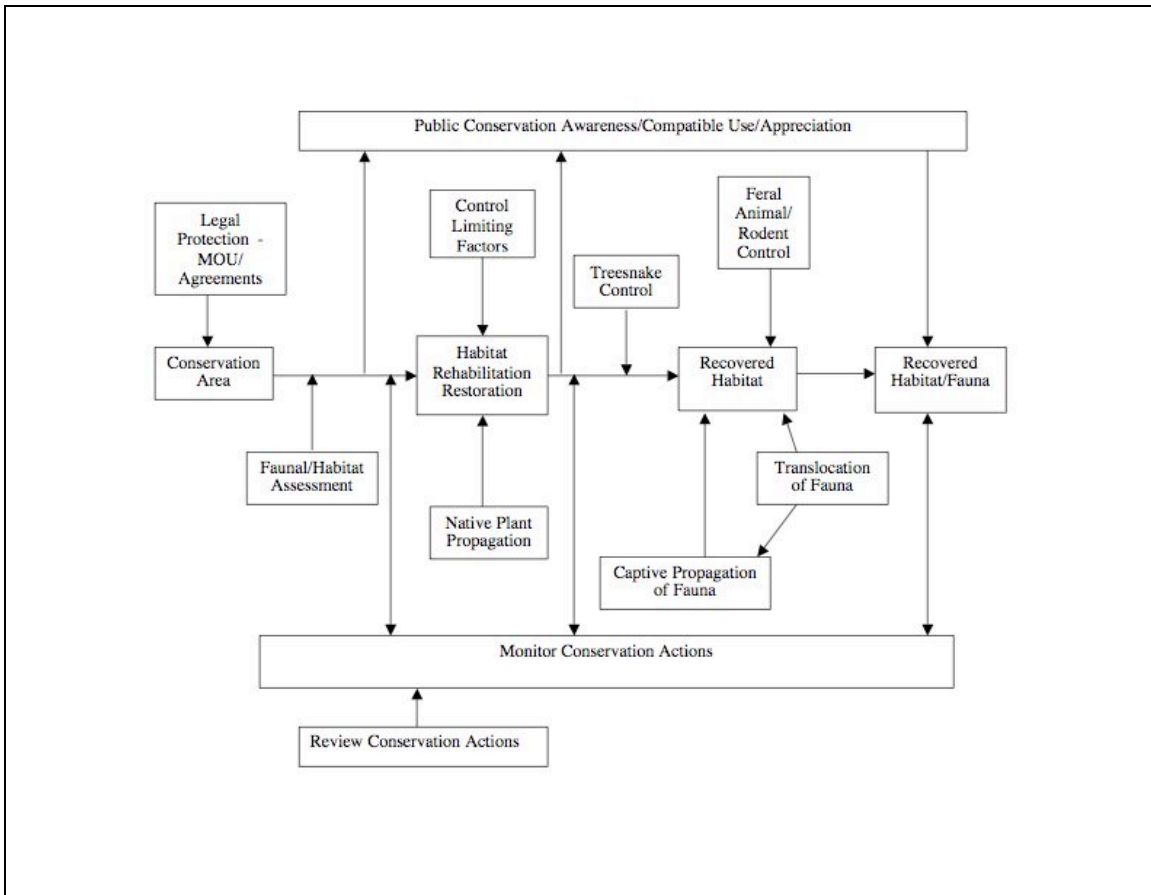 Public Conservation Awareness/Compatible Use/Appreciation
Legal
Protection -
MOU/
Agreements
Control
Limiting
Factors
Feral
Animal/
Rodent
Control
Treesnake
Control
Conservation
Area
Habitat
Rehabilitation
Restoration
Recovered
Habitat
Recovered
Habitat/Fauna
Faunal/Habitat
Assessment
Native Plant
Propagation
Translocation
of Fauna
Captive Propagation
of Fauna
Monitor Conservation Actions
Review Conservation Actions